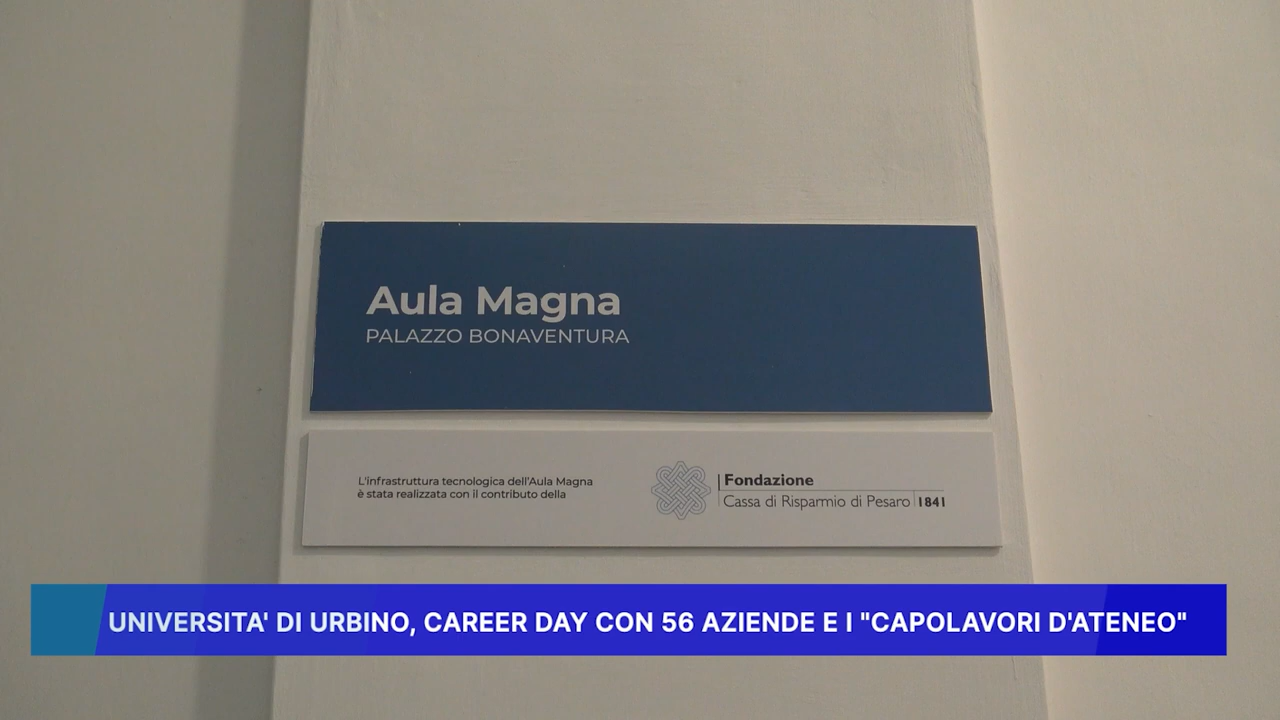 Aula Magna
PALAZZO BONAVENTURA
L'infrastruttura tecnologica dell'Aula Magna
è stata realizzata con il contributo della
Fondazione
Cassa di Risparmio di Pesaro 1841
UNIVERSITA' DI URBINO, CAREER DAY CON 56 AZIENDE E I "CAPOLAVORI D'ATENEO"